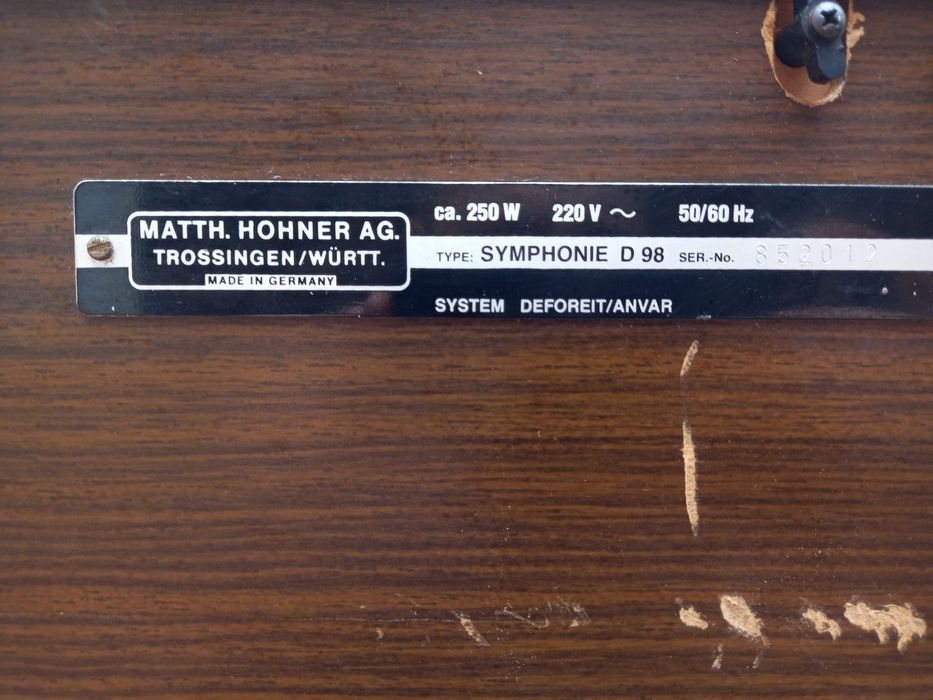 MATTH. HOHNER AG.
TROSSINGEN/WÜRTT.
MADE IN GERMANY
ca. 250 W 220 V ~ 50/60 Hz
TYPE: SYMPHONIE D 98 SER.-No. 852012
SYSTEM DEFOREIT/ANVAR